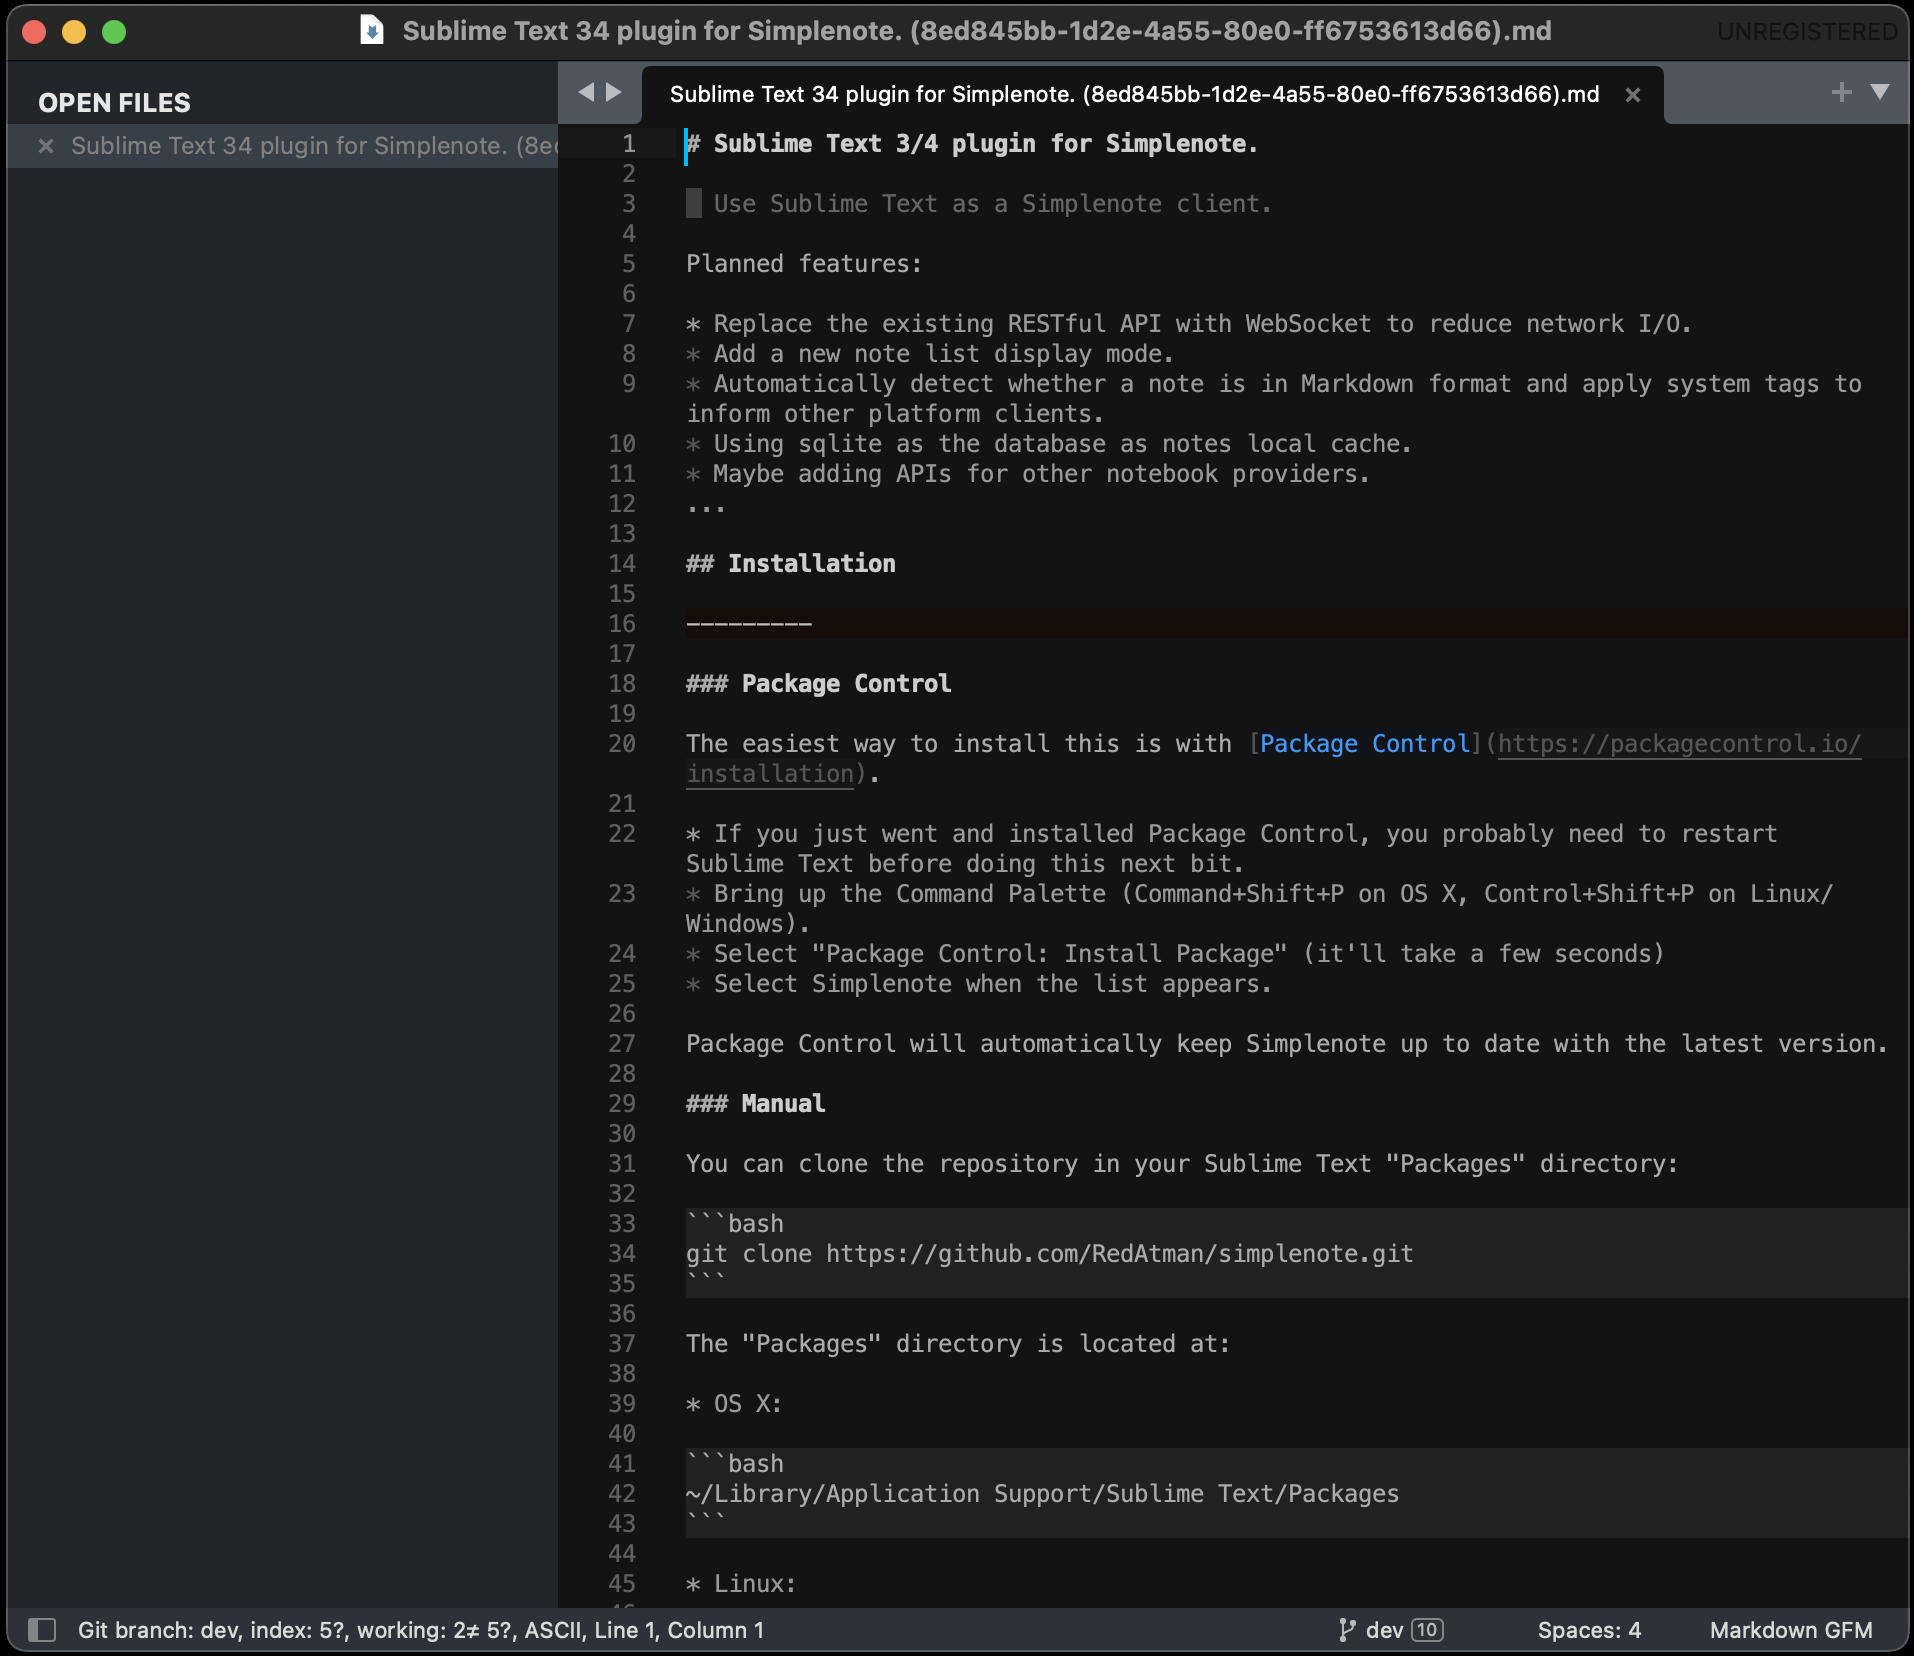 Sublime Text 34 plugin for Simplenote. (8ed845bb-1d2e-4a55-80e0-ff6753613d66).md
UNREGISTERED
OPEN FILES
Sublime Text 34 plugin for Simplenote. (8ed
Sublime Text 34 plugin for Simplenote. (8ed845bb-1d2e-4a55-80e0-ff6753613d66).md
1 # Sublime Text 3/4 plugin for Simplenote.
2
3 Use Sublime Text as a Simplenote client.
4
5 Planned features:
6
7 * Replace the existing RESTful API with WebSocket to reduce network I/O.
8 * Add a new note list display mode.
9 * Automatically detect whether a note is in Markdown format and apply system tags to
inform other platform clients.
10 * Using sqlite as the database as notes local cache.
11 * Maybe adding APIs for other notebook providers.
12 ...
13
14 ## Installation
15
16 ---------
17
18 ### Package Control
19
20 The easiest way to install this is with [Package Control](https://packagecontrol.io/
installation).
21
22 * If you just went and installed Package Control, you probably need to restart
Sublime Text before doing this next bit.
23 * Bring up the Command Palette (Command+Shift+P on OS X, Control+Shift+P on Linux/
Windows).
24 * Select "Package Control: Install Package" (it'll take a few seconds)
25 * Select Simplenote when the list appears.
26
27 Package Control will automatically keep Simplenote up to date with the latest version.
28
29 ### Manual
30
31 You can clone the repository in your Sublime Text "Packages" directory:
32
33 ```bash
34 git clone https://github.com/RedAtman/simplenote.git
35 ```
36
37 The "Packages" directory is located at:
38
39 * OS X:
40
41 ```bash
42 ~/Library/Application Support/Sublime Text/Packages
43 ```
44
45 * Linux:
Git branch: dev, index: 5?, working: 2≠ 5?, ASCII, Line 1, Column 1
dev 10
Spaces: 4
Markdown GFM